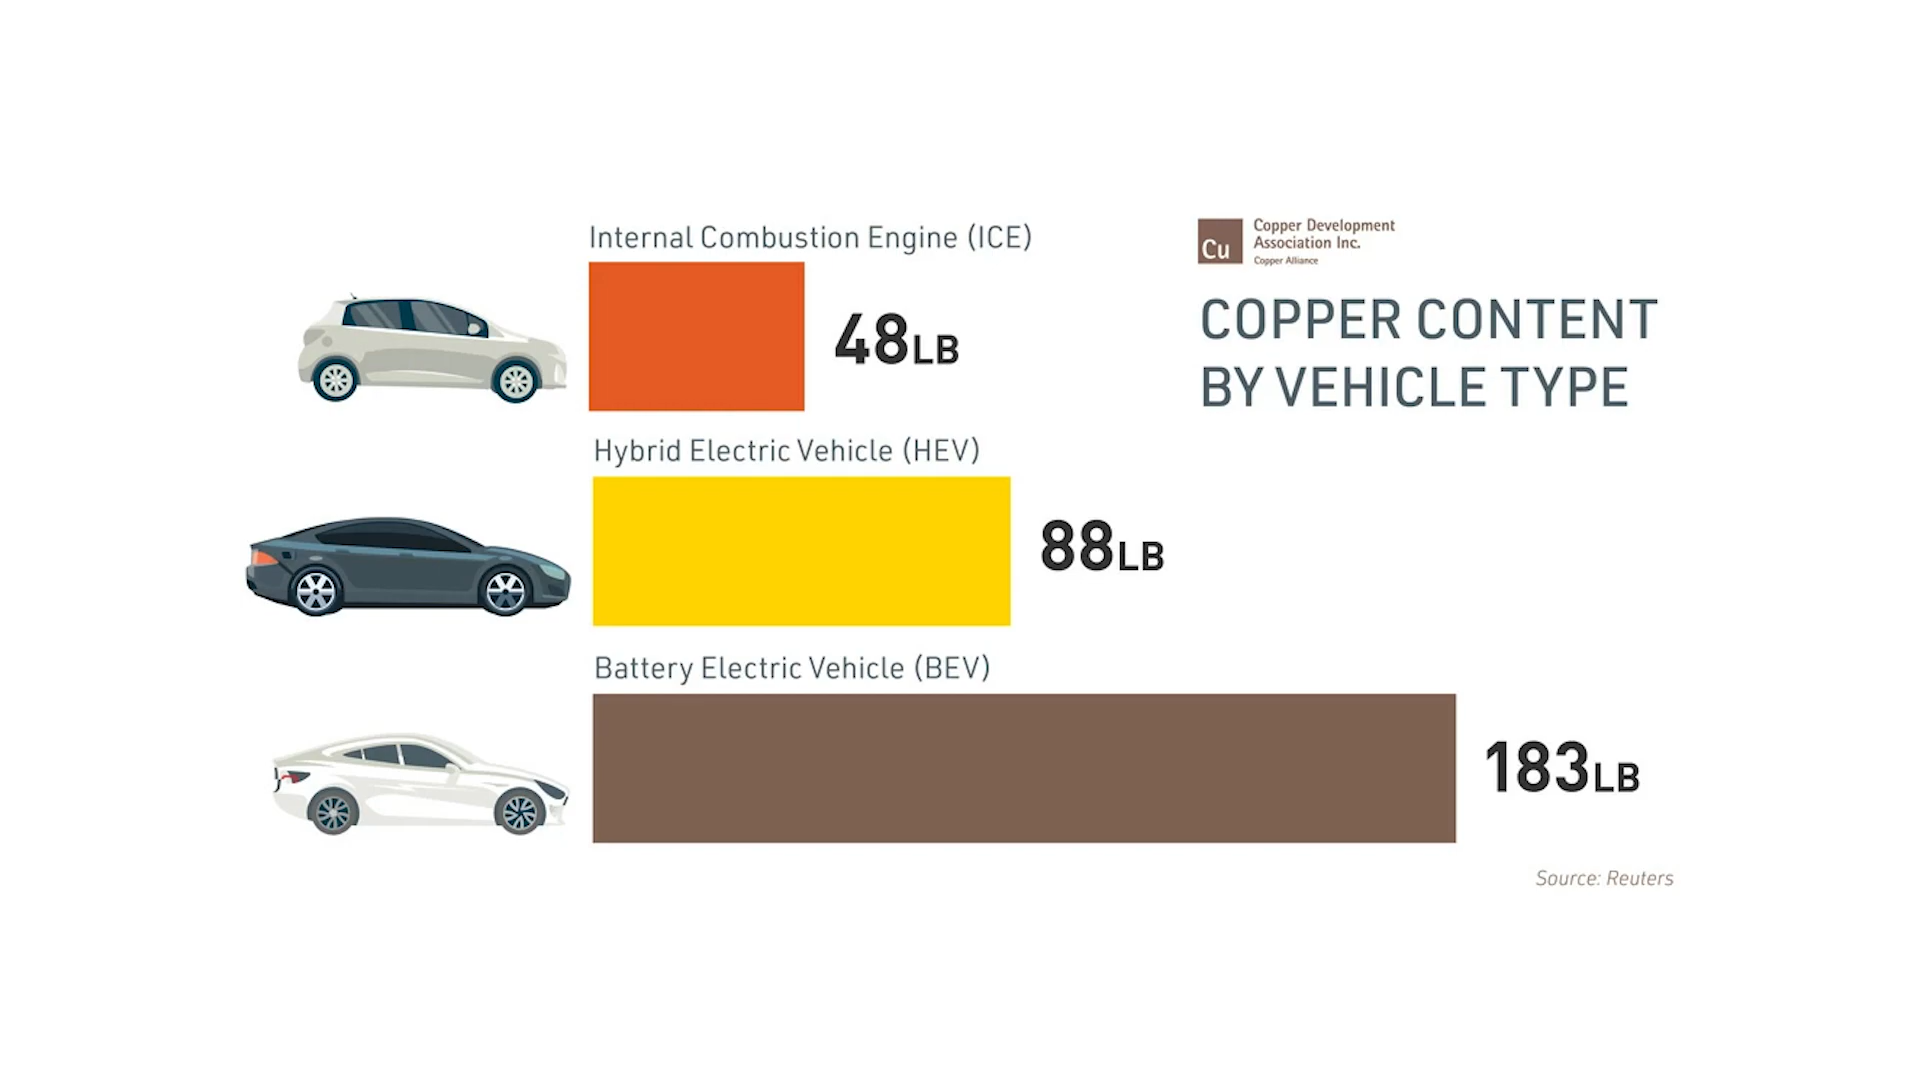 Internal Combustion Engine (ICE)
48LB
Cu
Copper Development
Association Inc.
Copper Alliance
COPPER CONTENT
BY VEHICLE TYPE
Hybrid Electric Vehicle (HEV)
88LB
Battery Electric Vehicle (BEV)
183LB
Source: Reuters